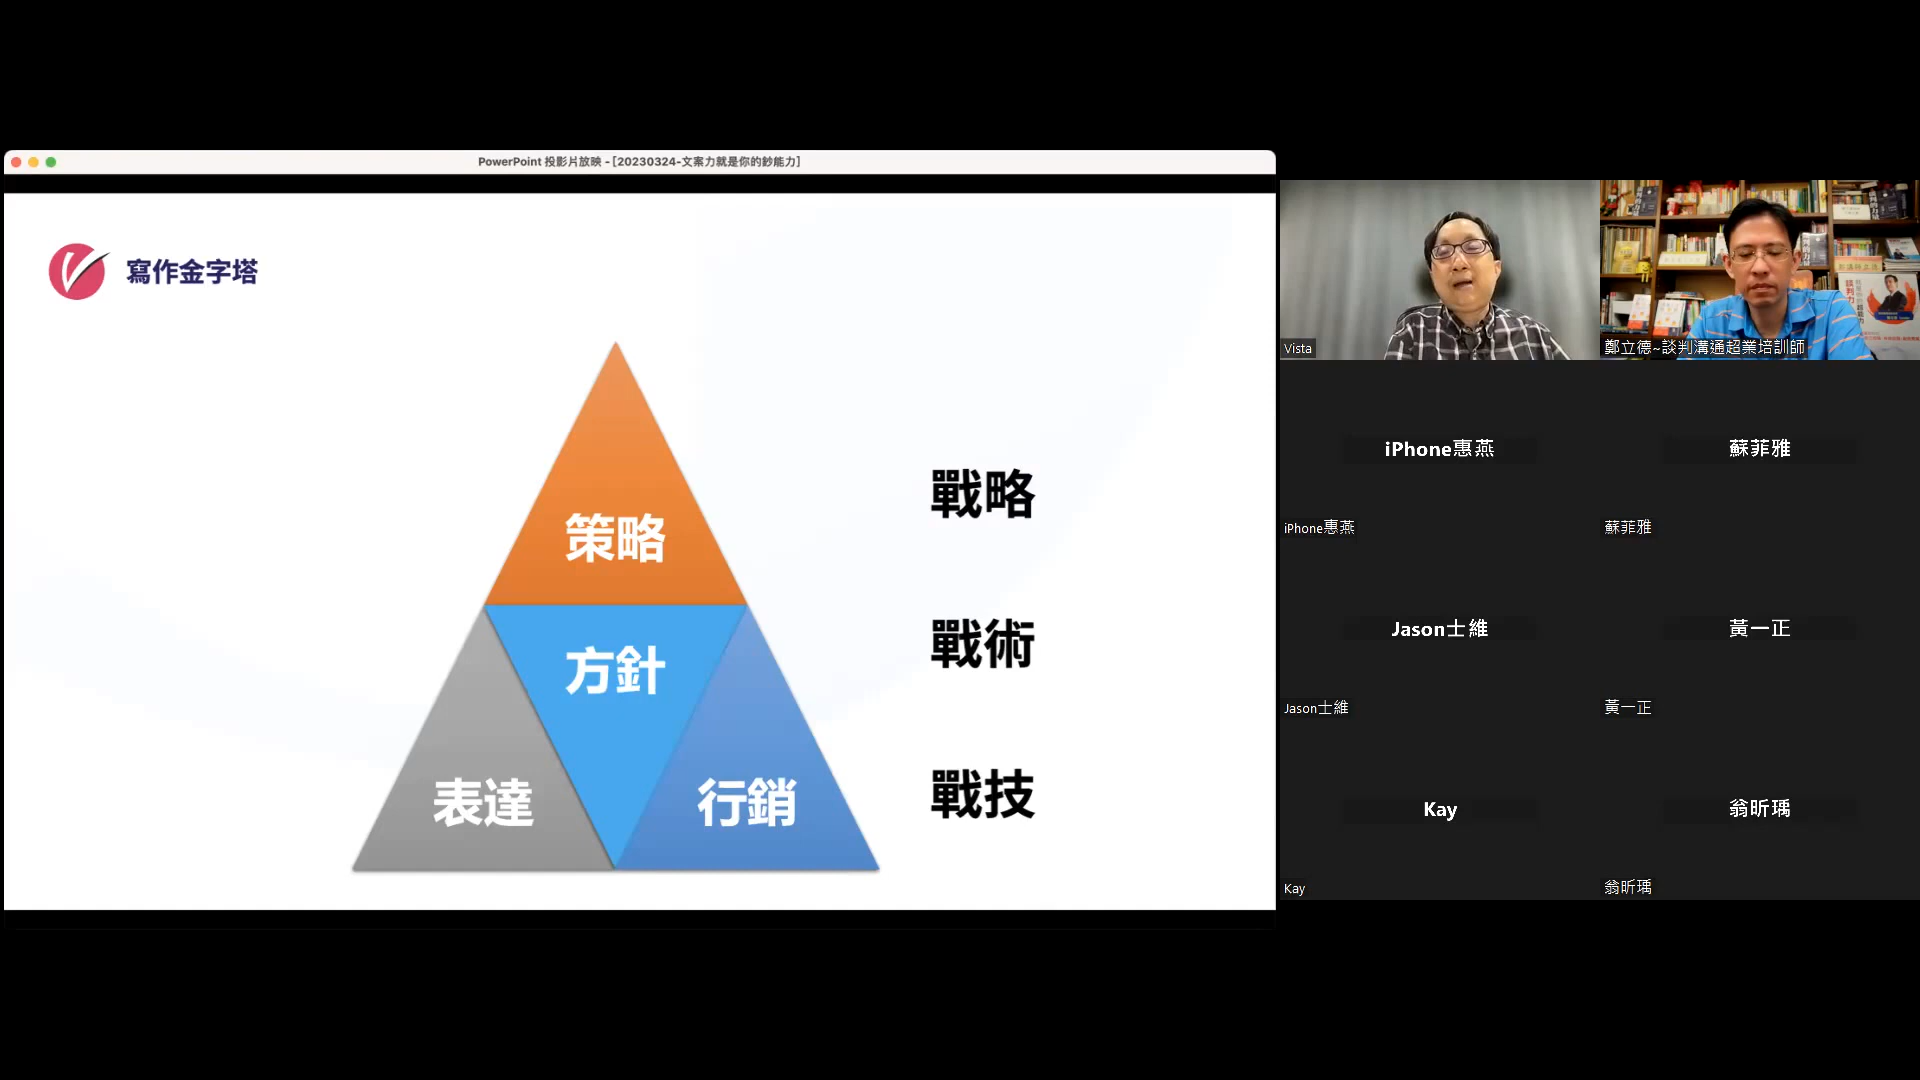 PowerPoint 投影片放映 - [20230324-文案力就是你的鈔能力]
寫作金字塔
策略
方針
表達
行銷
戰略
戰術
戰技
Vista
鄭立德~談判溝通超業培訓師
談判力
iPhone惠燕
蘇菲雅
iPhone惠燕
蘇菲雅
Jason士維
黃一正
Jason士維
黃一正
Kay
翁昕瑀
Kay
翁昕瑀